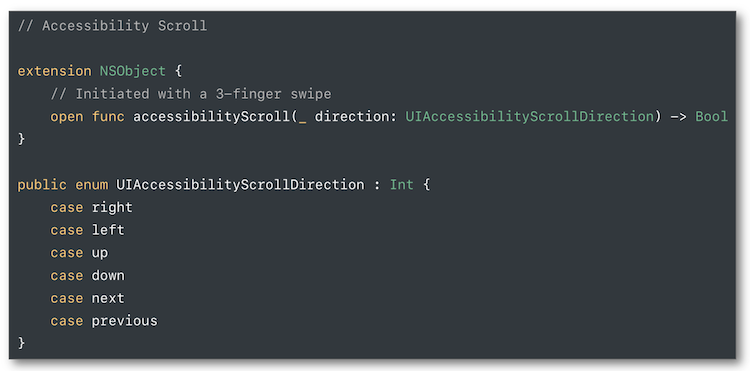 // Accessibility Scroll
extension NSObject {
// Initiated with a 3-finger swipe
open func accessibilityScroll(_ direction: UIAccessibilityScrollDirection) -> Bool
}
public enum UIAccessibilityScrollDirection : Int {
case right
case left
case up
case down
case next
case previous
}